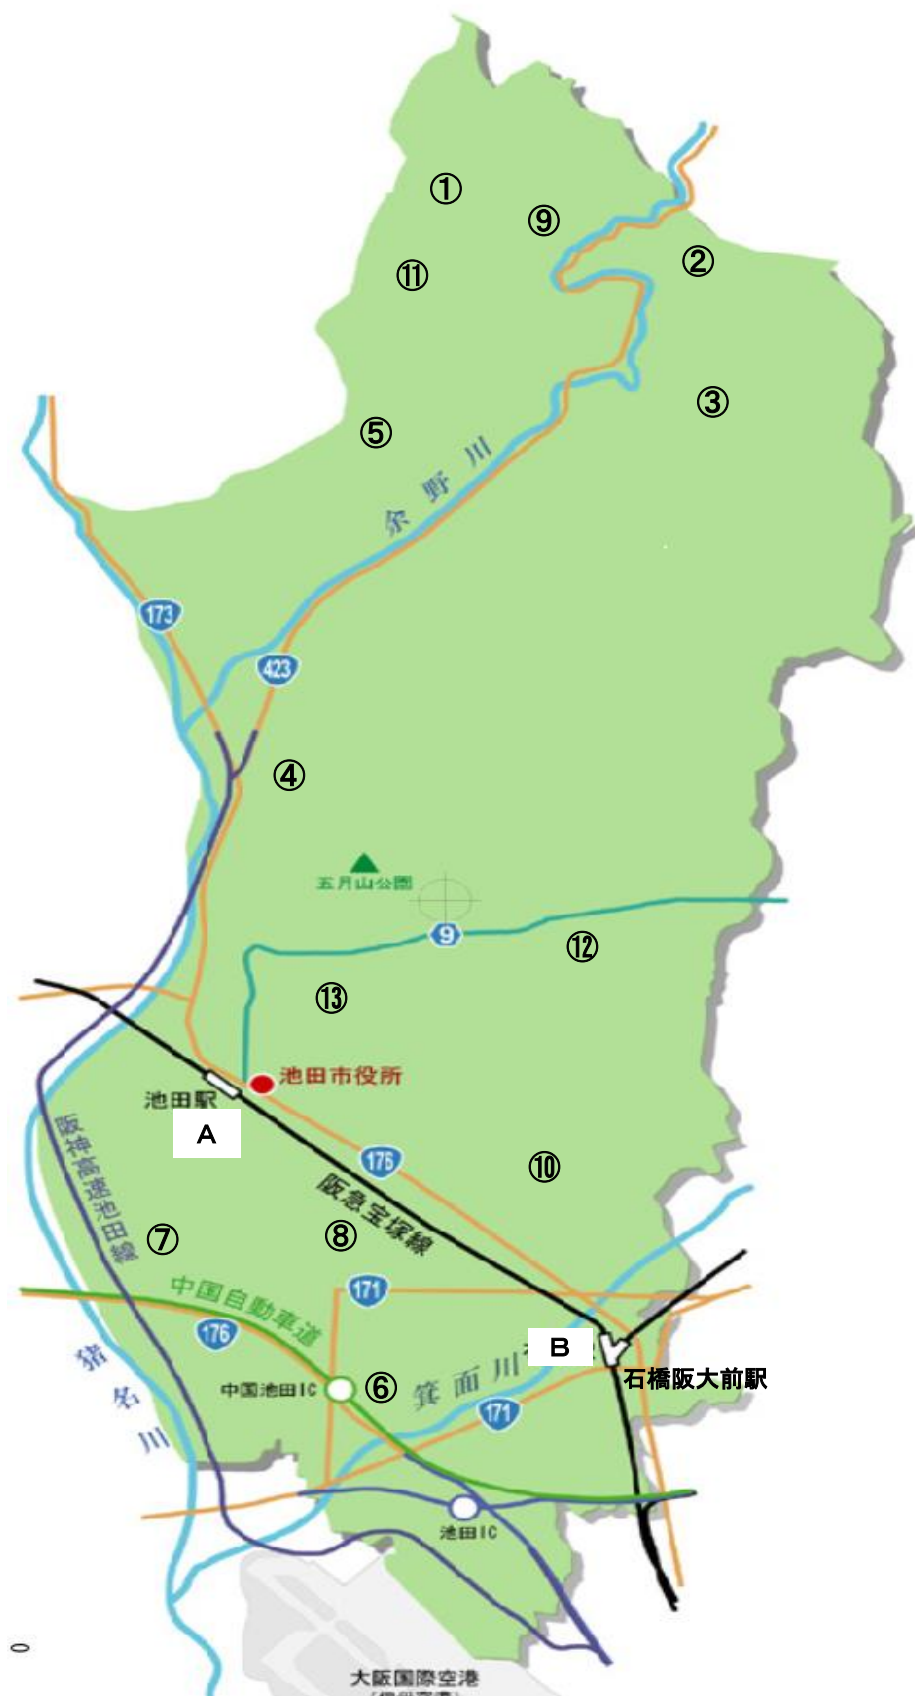 ①
⑨
②
⑪
③
⑤
余野川
173
423
④
五月山公園
9
⑫
⑬
池田市役所
池田駅
A
176
⑩
阪急宝塚線
阪神高速池田線
⑦
⑧
中国自動車道
171
176
B
石橋阪大前駅
中国池田IC
⑥
箕面川
171
猪名川
池田IC
0
大阪国際空港